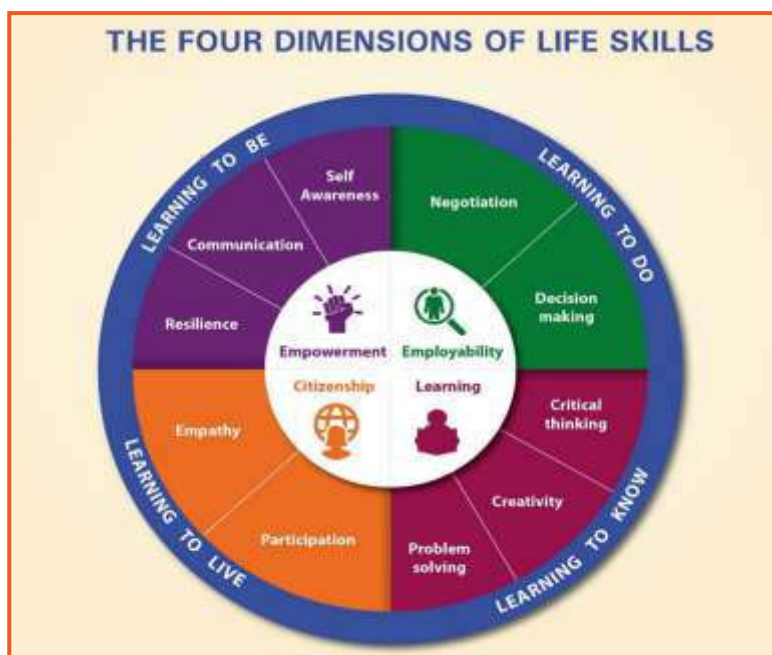 THE FOUR DIMENSIONS OF LIFE SKILLS
LEARNING TO BE
Self
Awareness
Communication
Resilience
Empowerment
LEARNING TO DO
Negotiation
Decision
making
Employability
LEARNING TO LIVE
Empathy
Participation
Citizenship
LEARNING TO KNOW
Critical
thinking
Creativity
Problem
solving
Learning